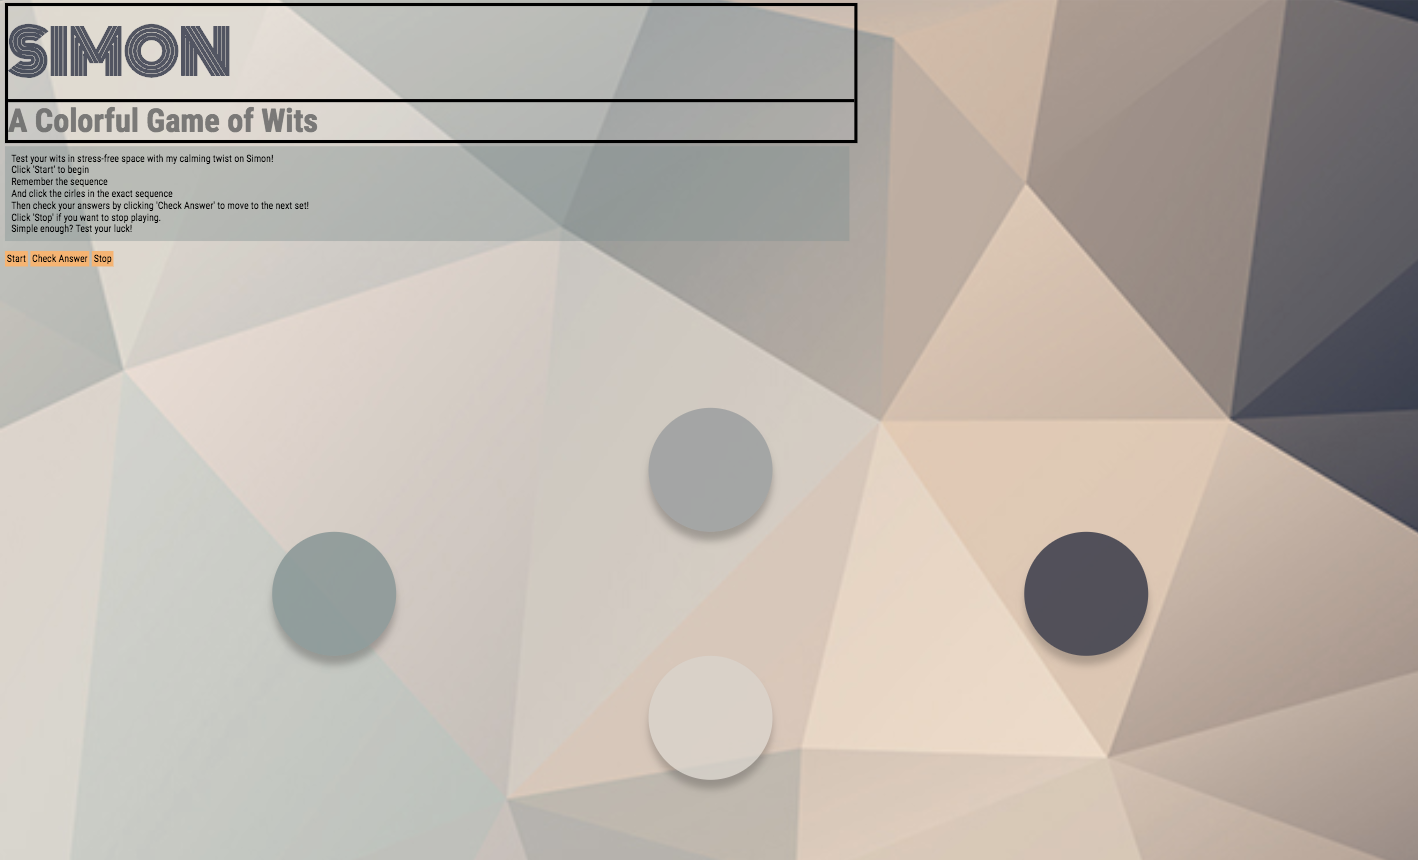 SIMON
A Colorful Game of Wits
Test your wits in stress-free space with my calming twist on Simon!
Click 'Start' to begin
Remember the sequence
And click the cirles in the exact sequence
Then check your answers by clicking 'Check Answer' to move to the next set!
Click 'Stop' if you want to stop playing.
Simple enough? Test your luck!
Start Check Answer Stop